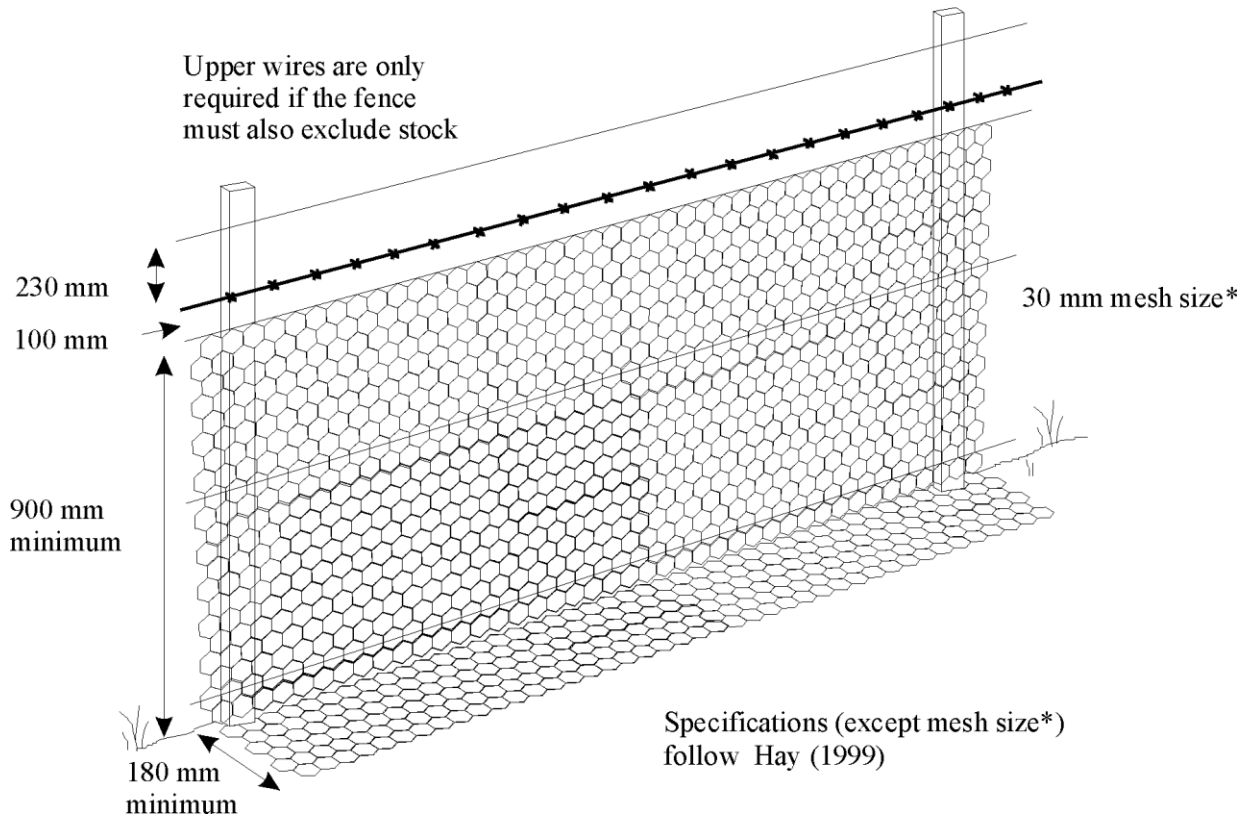 Upper wires are only
required if the fence
must also exclude stock
230 mm
100 mm
30 mm mesh size*
900 mm
minimum
180 mm
minimum
Specifications (except mesh size*)
follow Hay (1999)